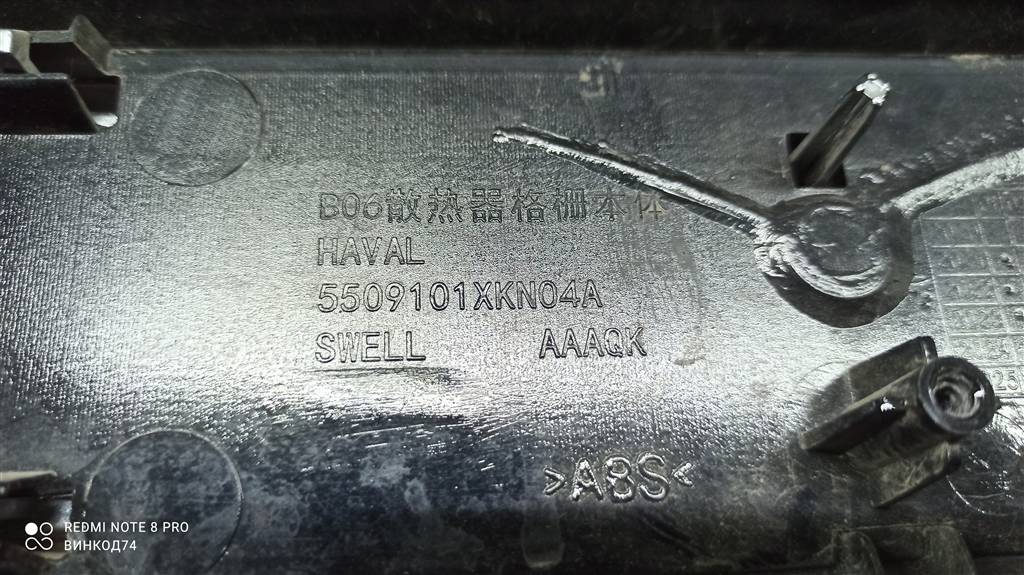 B06散热器格栅本体
HAVAL
5509101XKN04A
SWELL AAAQK
>ABS<
REDMI NOTE 8 PRO
ВИНКОД74